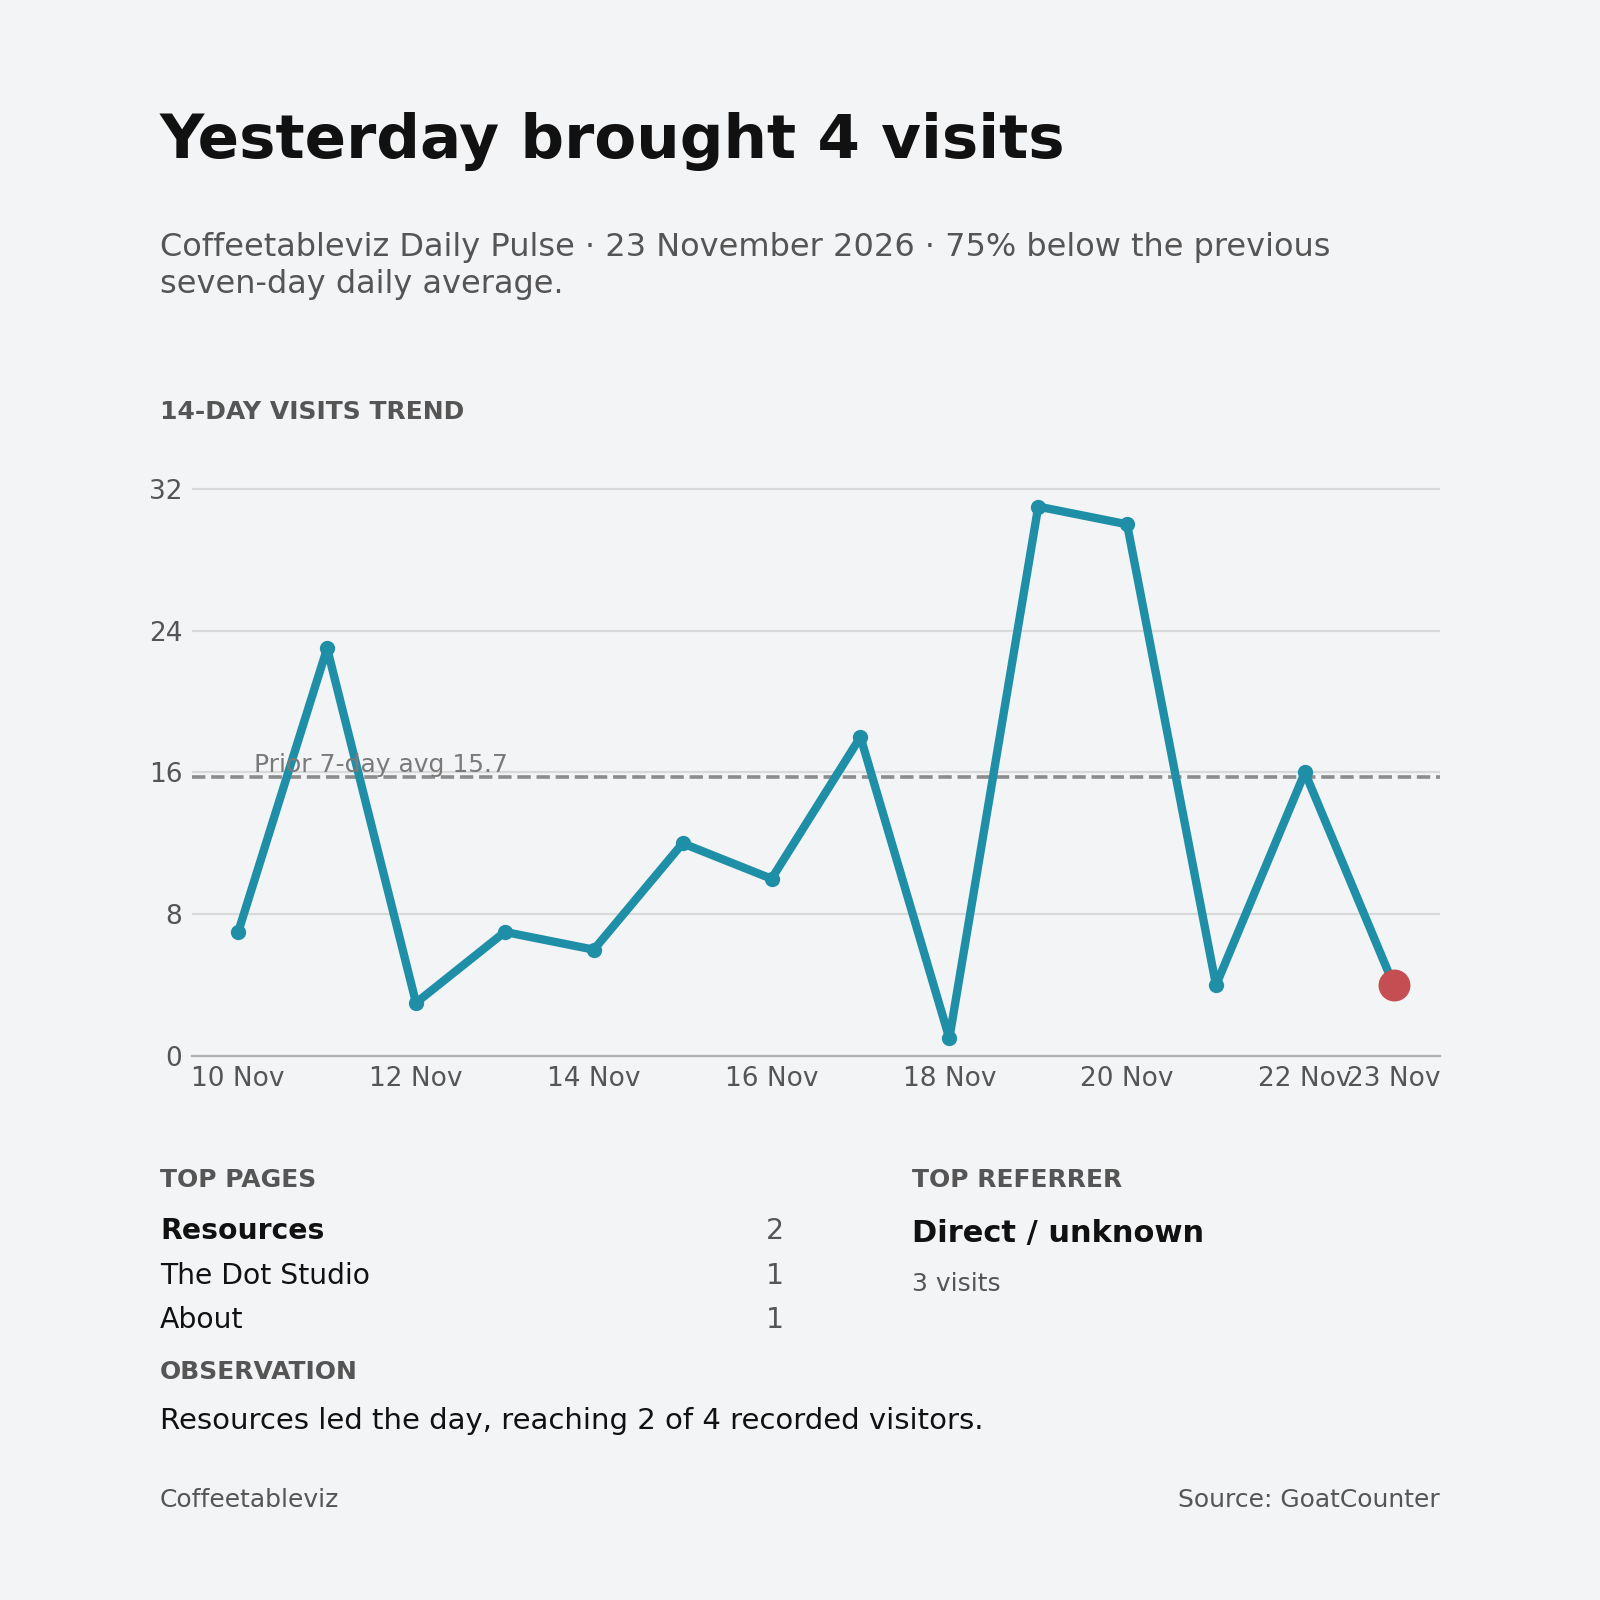 Yesterday brought 4 visits
Coffeetableviz Daily Pulse · 23 November 2026 · 75% below the previous
seven-day daily average.
14-DAY VISITS TREND
32
24
16
8
0
Prior 7-day avg 15.7
10 Nov 12 Nov 14 Nov 16 Nov 18 Nov 20 Nov 22 Nov 23 Nov
TOP PAGES
Resources 2
The Dot Studio 1
About 1
TOP REFERRER
Direct / unknown
3 visits
OBSERVATION
Resources led the day, reaching 2 of 4 recorded visitors.
Coffeetableviz
Source: GoatCounter